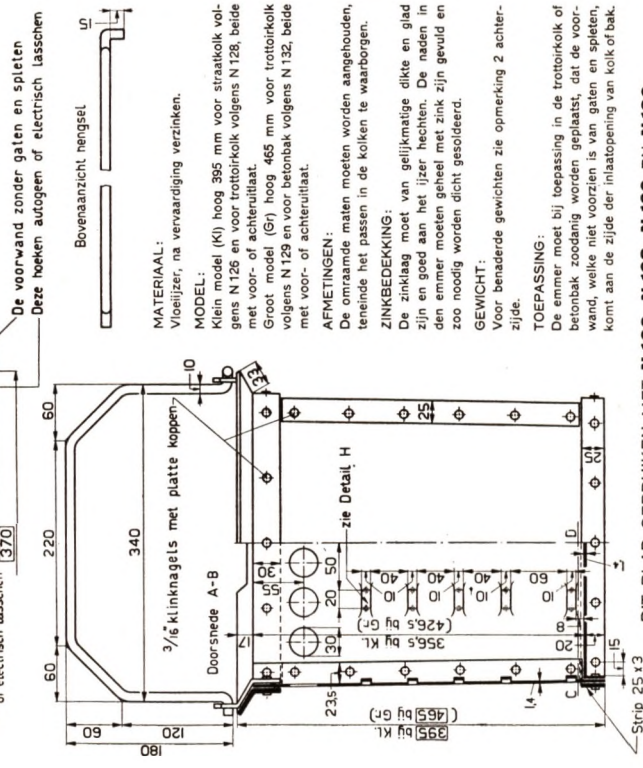 De voorwand zonder gaten en spleten
Deze hoeken autogeen of electrisch lasschen
370
Bovenaanzicht hengsel
15
60
220
60
340
10
180
60
120
3/16" klinknagels met platte koppen
Doorsnede A-B
33
17
30
55
30
20
50
25
23,5
zie Detail H
395 bij KL.
(465 bij Gr.)
356,5 bij KL.
(426,5 bij Gr.)
40
40
40
60
10
10
10
10
10
1,4
8
20
C
D
25
15
Strip 25x3
MATERIAAL:
Vloeiijzer, na vervaardiging verzinken.
MODEL:
Klein model (Kl) hoog 395 mm voor straatkolk vol-
gens N 126 en voor trottoirkolk volgens N 128, beide
met voor- of achteruitlaat.
Groot model (Gr) hoog 465 mm voor trottoirkolk
volgens N 129 en voor betonbak volgens N 132, beide
met voor- of achteruitlaat.
AFMETINGEN:
De omraamde maten moeten worden aangehouden,
teneinde het passen in de kolken te waarborgen.
ZINKBEDEKKING:
De zinklaag moet van gelijkmatige dikte en glad
zijn en goed aan het ijzer hechten. De naden in
den emmer moeten geheel met zink zijn gevuld en
zoo noodig worden dicht gesoldeerd.
GEWICHT:
Voor benaderde gewichten zie opmerking 2 achter-
zijde.
TOEPASSING:
De emmer moet bij toepassing in de trottoirkolk of
betonbak zoodanig worden geplaatst, dat de voor-
wand, welke niet voorzien is van gaten en spleten,
komt aan de zijde der inlaatopening van kolk of bak.